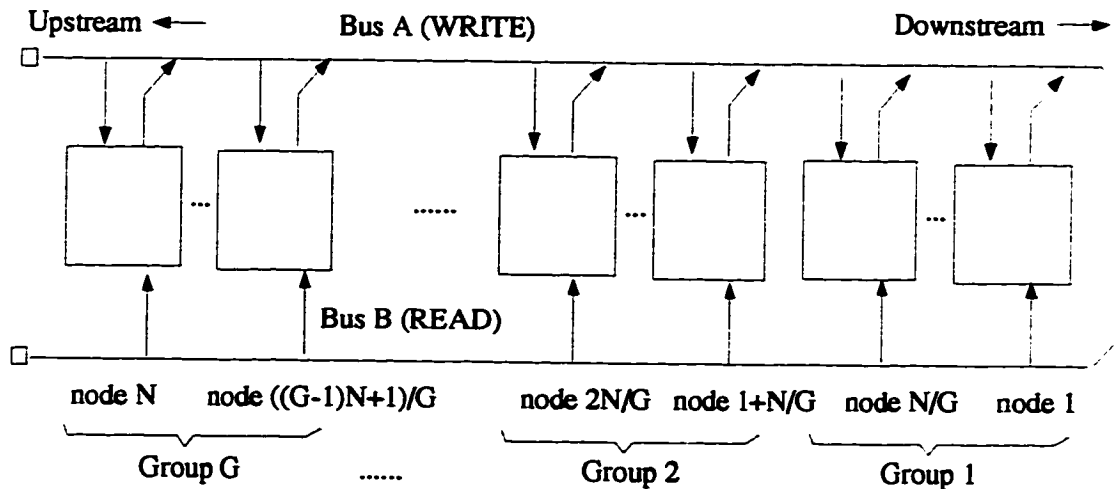 Upstream Bus A (WRITE) Downstream
... ...... ... ...
Bus B (READ)
node N node ((G-1)N+1)/G node 2N/G node 1+N/G node N/G node 1
Group G ...... Group 2 Group 1